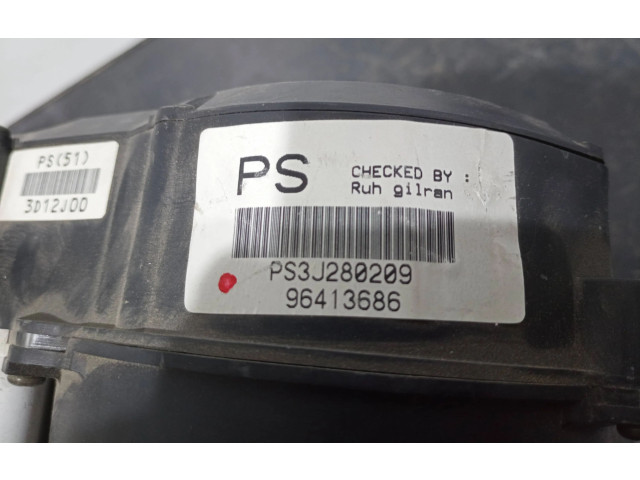 PS(51)
3D12J00
PS
CHECKED BY :
Ruh gilran
PS3J280209
96413686